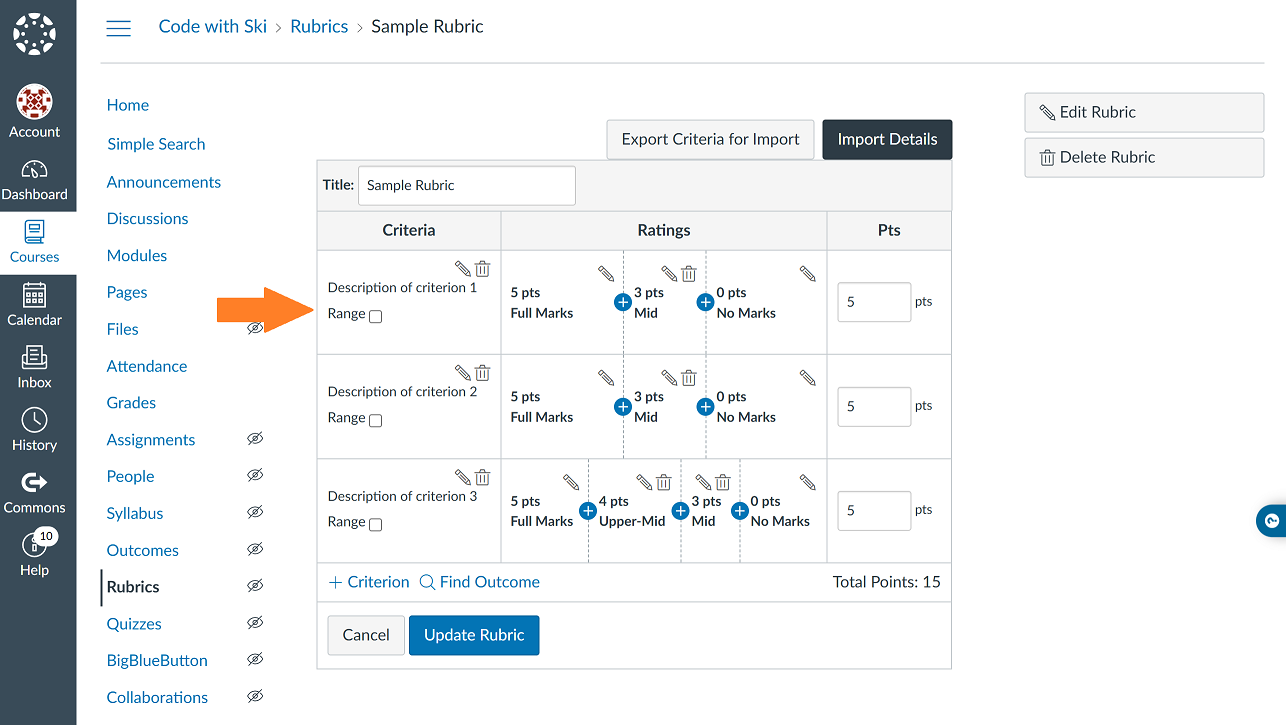 Code with Ski > Rubrics > Sample Rubric
Account
Dashboard
Courses
Calendar
Inbox
History
Commons
10
Help
Home
Simple Search
Announcements
Discussions
Modules
Pages
Files
Attendance
Grades
Assignments
People
Syllabus
Outcomes
Rubrics
Quizzes
BigBlueButton
Collaborations
Export Criteria for Import Import Details
Title: Sample Rubric
Criteria Ratings Pts
Description of criterion 1
Range
5 pts
Full Marks
3 pts
Mid
0 pts
No Marks
5 pts
Description of criterion 2
Range
5 pts
Full Marks
3 pts
Mid
0 pts
No Marks
5 pts
Description of criterion 3
Range
5 pts
Full Marks
4 pts
Upper-Mid
3 pts
Mid
0 pts
No Marks
5 pts
+ Criterion Find Outcome Total Points: 15
Cancel Update Rubric
Edit Rubric
Delete Rubric